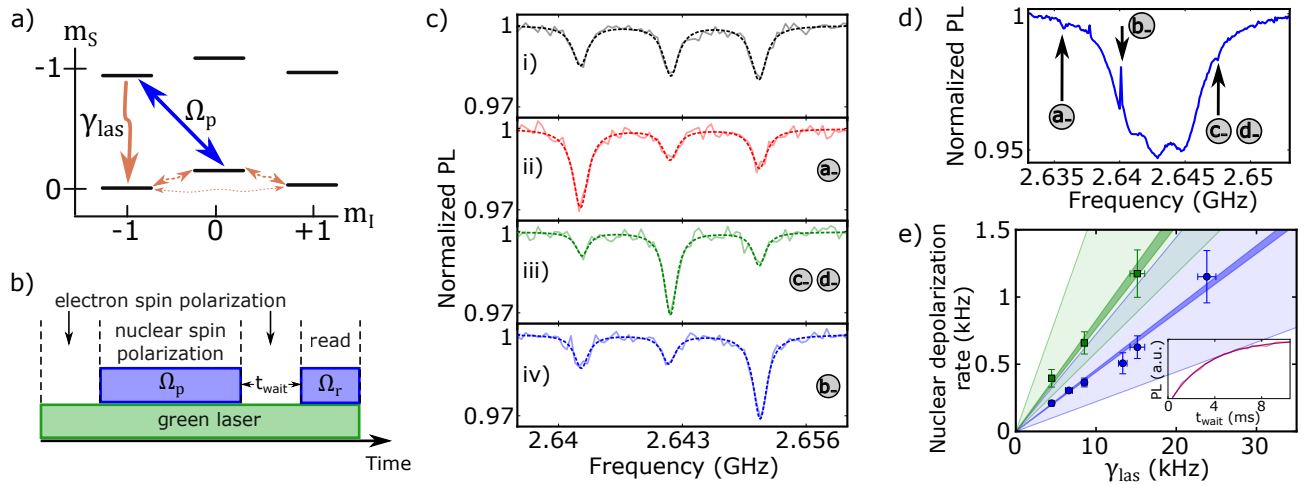 a)
m_S
-1
0
γ_las
Ω_p
-1
0
+1
m_I
b)
electron spin polarization
nuclear spin
polarization
read
Ω_p
t_wait
Ω_r
green laser
Time
c)
Normalized PL
1
i)
0.97
1
ii)
a-
0.97
1
iii)
c- d-
0.97
1
iv)
b-
0.97
2.64
2.643
2.656
Frequency (GHz)
d)
Normalized PL
1
0.95
b-
a-
c- d-
2.635
2.64
2.645
2.65
Frequency (GHz)
e)
Nuclear depolarization
rate (kHz)
1.5
1
0.5
0
0
10
20
30
γ_las (kHz)
PL (a.u.)
0
4
8
t_wait (ms)